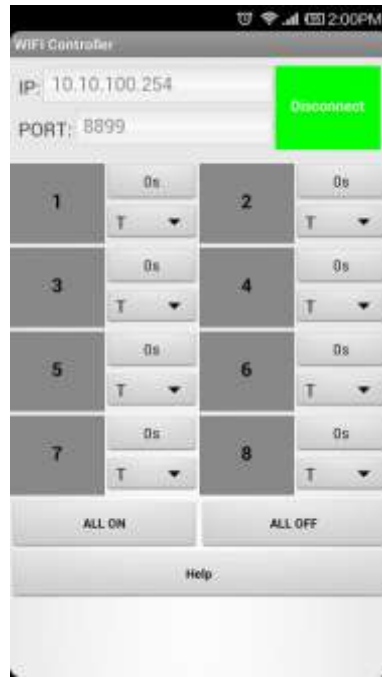 2:00PM
WIFI Controller
IP: 10.10.100.254
Disconnect
PORT: 8899
1 0s 2 0s
T T
3 0s 4 0s
T T
5 0s 6 0s
T T
7 0s 8 0s
T T
ALL ON ALL OFF
Help